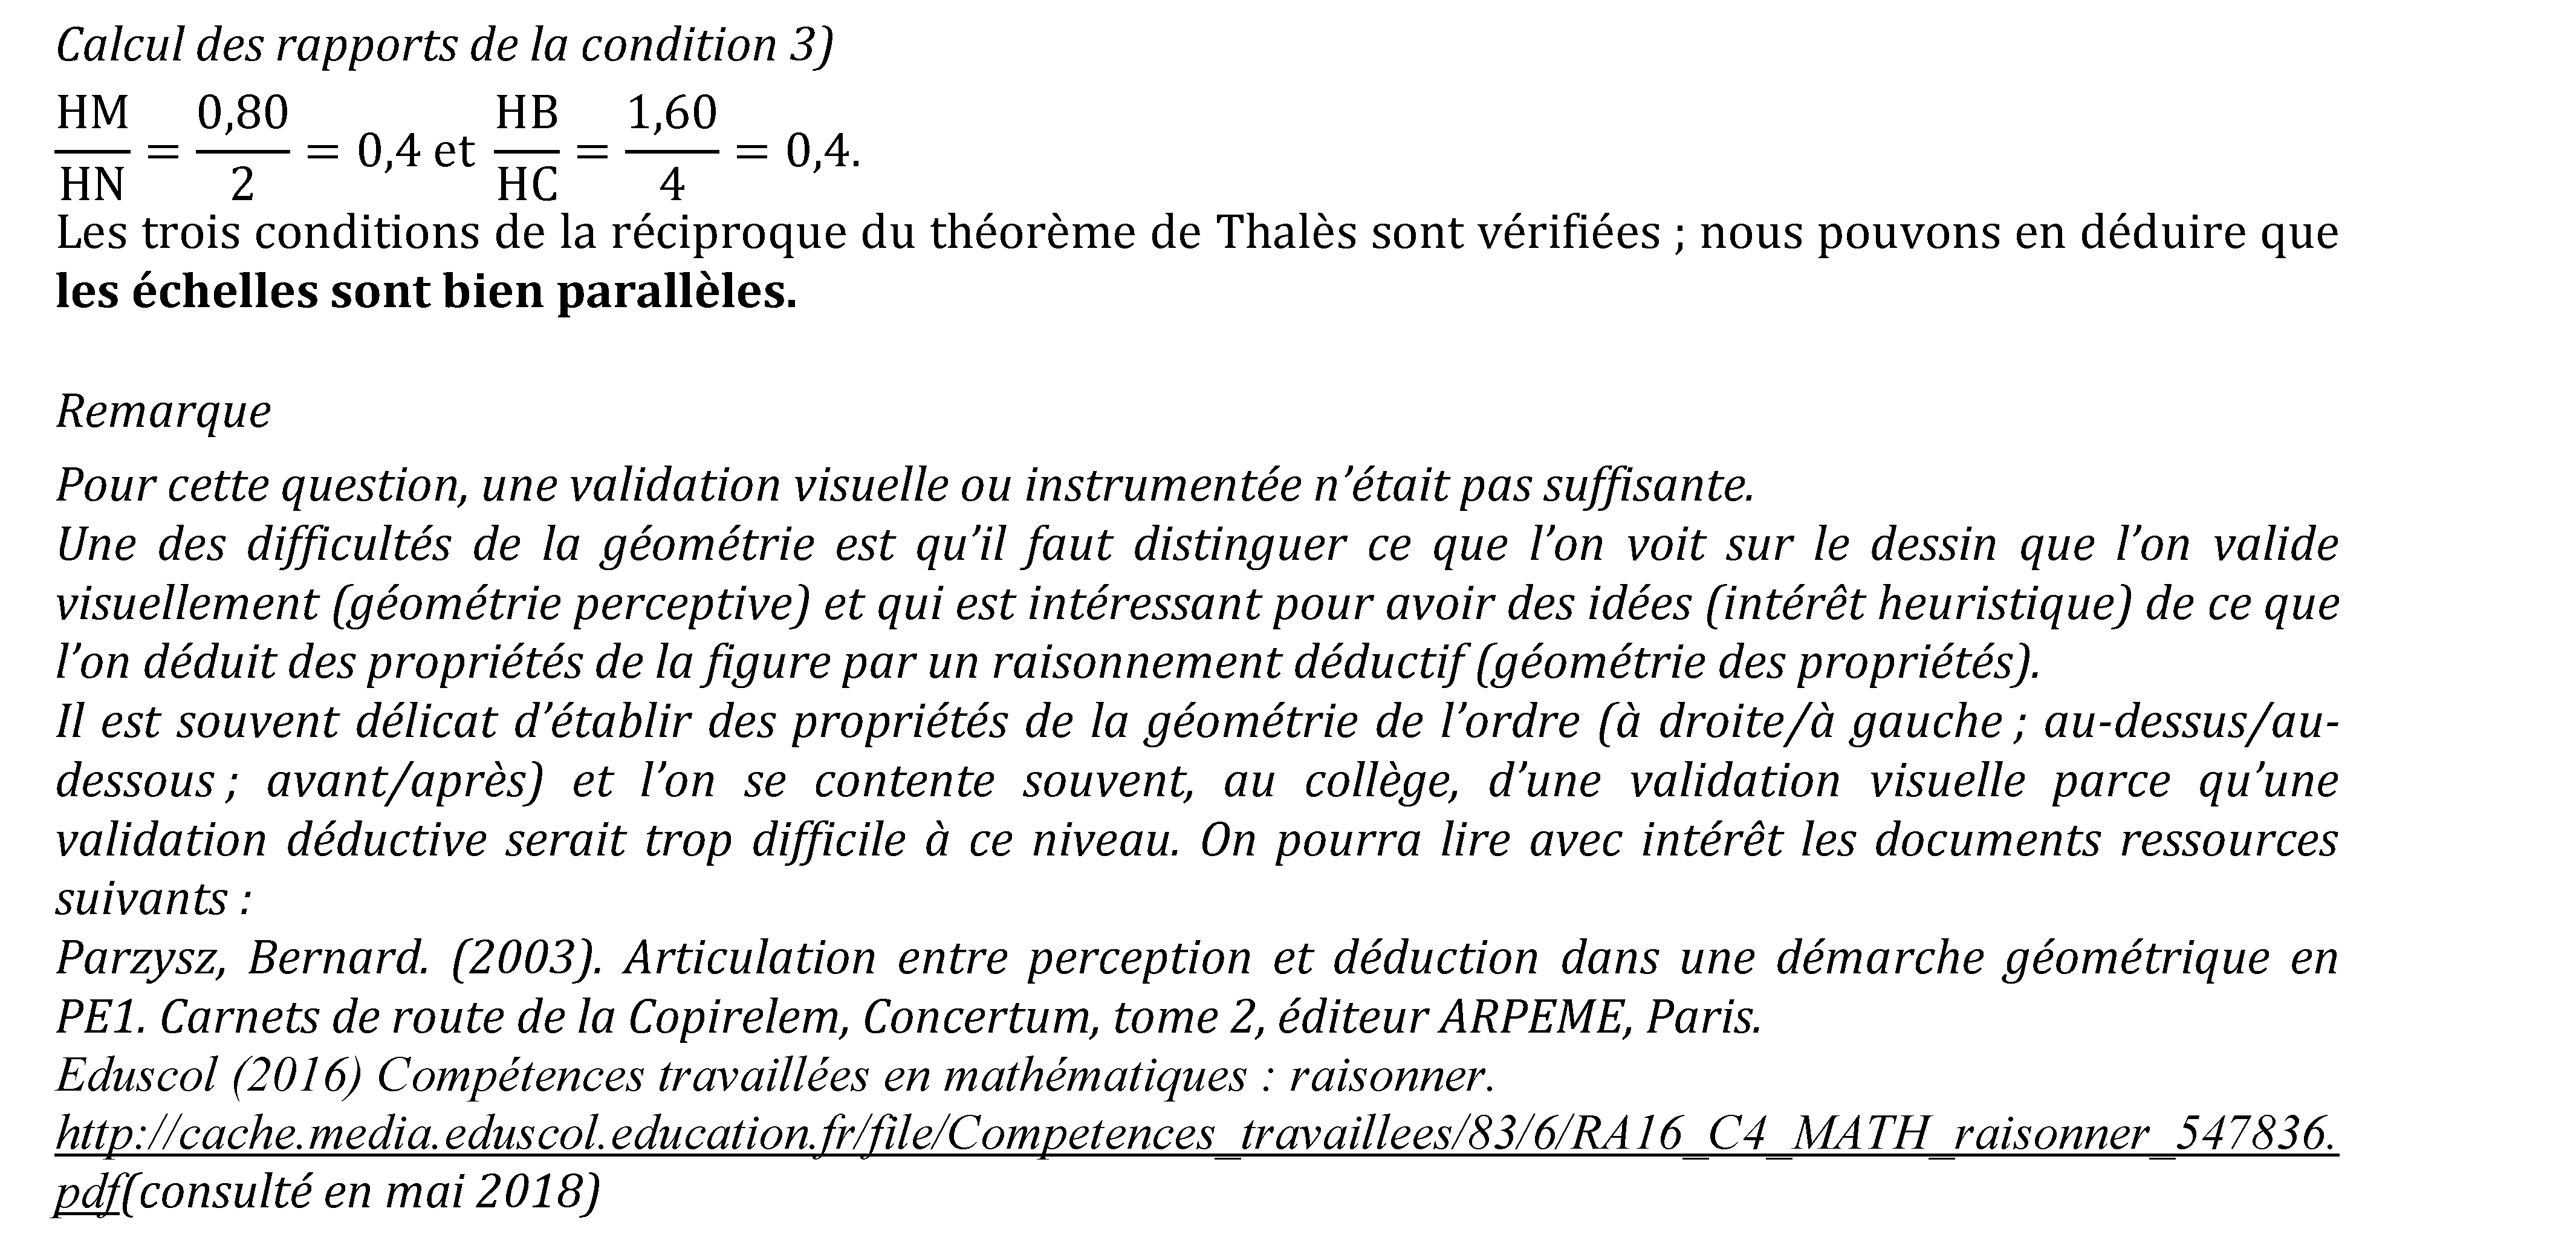 Calcul des rapports de la condition 3)
HM/HN = 0,80/2 = 0,4 et HB/HC = 1,60/4 = 0,4.
Les trois conditions de la réciproque du théorème de Thalès sont vérifiées ; nous pouvons en déduire que
les échelles sont bien parallèles.
Remarque
Pour cette question, une validation visuelle ou instrumentée n’était pas suffisante.
Une des difficultés de la géométrie est qu’il faut distinguer ce que l’on voit sur le dessin que l’on valide
visuellement (géométrie perceptive) et qui est intéressant pour avoir des idées (intérêt heuristique) de ce que
l’on déduit des propriétés de la figure par un raisonnement déductif (géométrie des propriétés).
Il est souvent délicat d’établir des propriétés de la géométrie de l’ordre (à droite/à gauche ; au-dessus/au-
dessous ; avant/après) et l’on se contente souvent, au collège, d’une validation visuelle parce qu’une
validation déductive serait trop difficile à ce niveau. On pourra lire avec intérêt les documents ressources
suivants :
Parzysz, Bernard. (2003). Articulation entre perception et déduction dans une démarche géométrique en
PE1. Carnets de route de la Copirelem, Concertum, tome 2, éditeur ARPEME, Paris.
Eduscol (2016) Compétences travaillées en mathématiques : raisonner.
http://cache.media.eduscol.education.fr/file/Competences_travaillees/83/6/RA16_C4_MATH_raisonner_547836.
pdf(consulté en mai 2018)